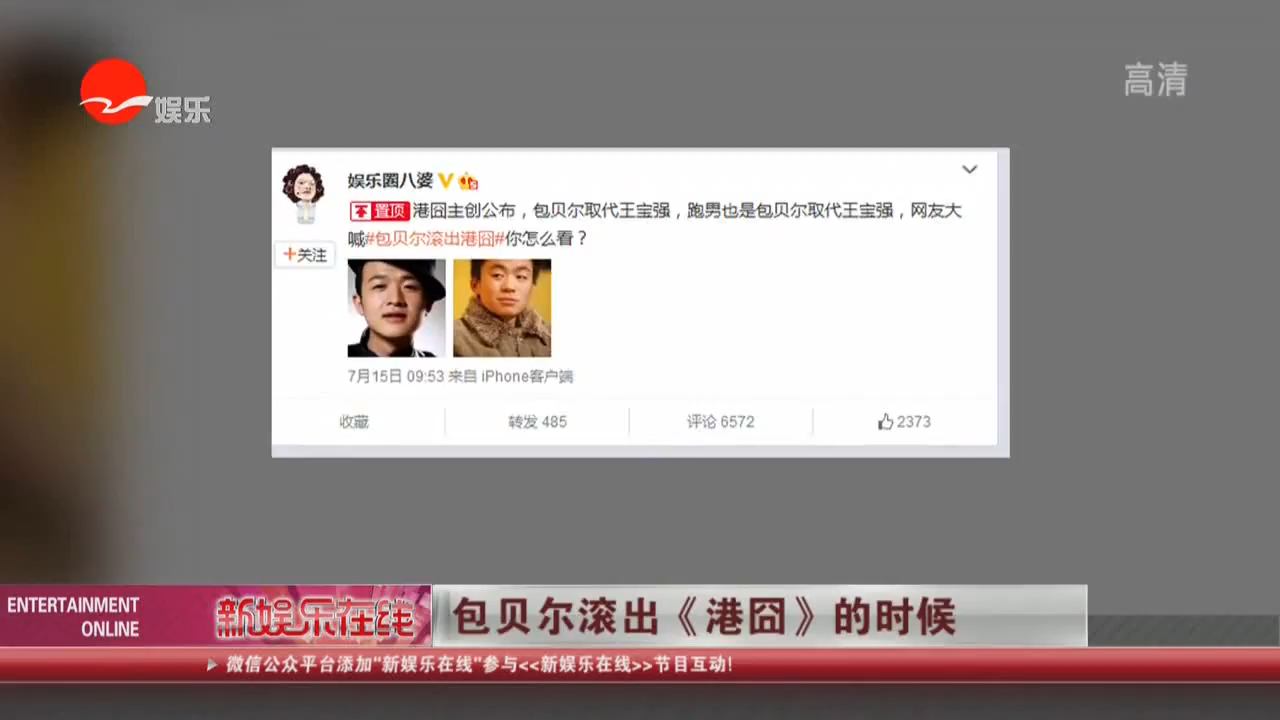 娱乐
高清
娱乐圈八婆
置顶 港囧主创公布，包贝尔取代王宝强，跑男也是包贝尔取代王宝强，网友大
喊#包贝尔滚出港囧#你怎么看？
+关注
7月15日 09:53 来自 iPhone客户端
收藏 转发 485 评论 6572 2373
ENTERTAINMENT
ONLINE
新娱乐在线
包贝尔滚出《港囧》的时候
微信公众平台添加"新娱乐在线"参与<<新娱乐在线>>节目互动!